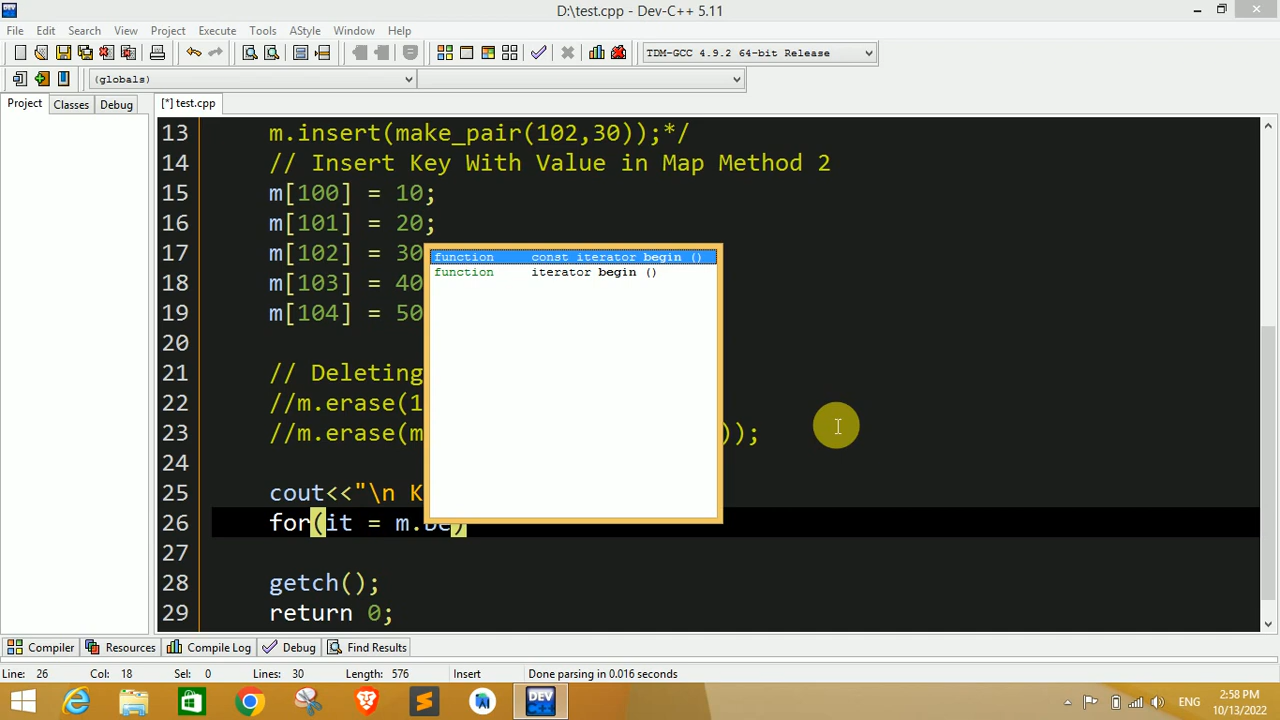 D:\test.cpp - Dev-C++ 5.11
File Edit Search View Project Execute Tools AStyle Window Help
TDM-GCC 4.9.2 64-bit Release
(globals)
Project Classes Debug [*] test.cpp
13 m.insert(make_pair(102,30));*/
14 // Insert Key With Value in Map Method 2
15 m[100] = 10;
16 m[101] = 20;
17 m[102] = 30
18 m[103] = 40
19 m[104] = 50
function const iterator begin ()
function iterator begin ()
20
21 // Deleting
22 //m.erase(1
23 //m.erase(m ));
24
25 cout<<"\n K
26 for(it = m.be)
27
28 getch();
29 return 0;
Compiler Resources Compile Log Debug Find Results
Line: 26 Col: 18 Sel: 0 Lines: 30 Length: 576 Insert Done parsing in 0.016 seconds
DEV
ENG
2:58 PM
10/13/2022